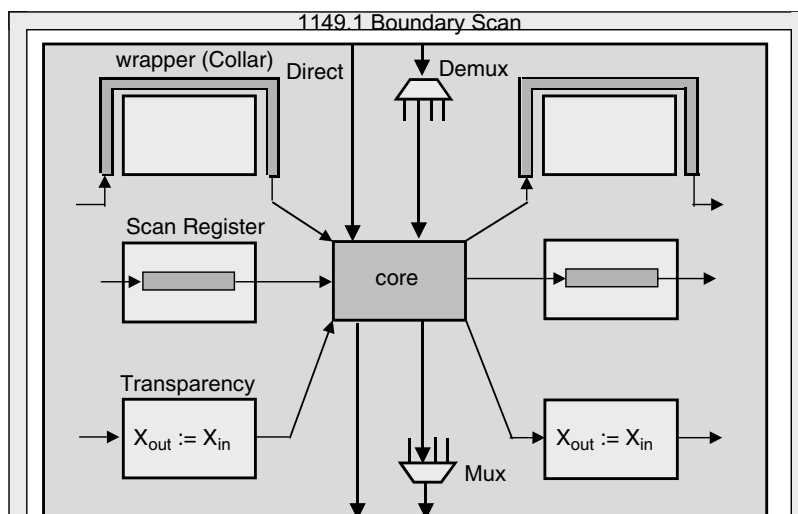 1149.1 Boundary Scan
wrapper (Collar)
Direct
Demux
Scan Register
core
Transparency
Xout := Xin
Xout := Xin
Mux